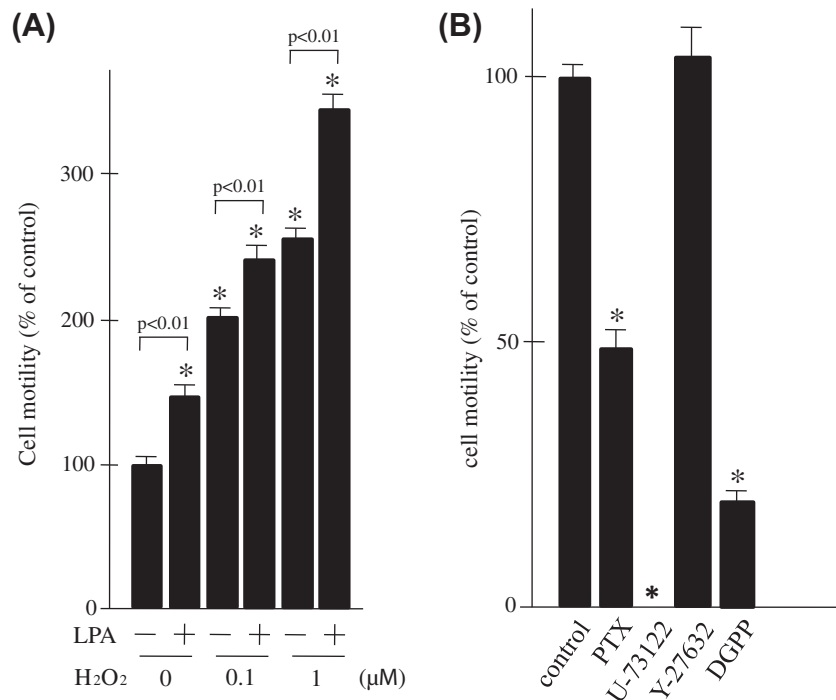 (A)
Cell motility (% of control)
300
200
100
0
p<0.01
p<0.01
p<0.01
*
*
*
*
*
LPA − + − + − +
H2O2 0 0.1 1 (μM)
(B)
cell motility (% of control)
100
50
0
*
*
*
control
PTX
U-73122
Y-27632
DGPP